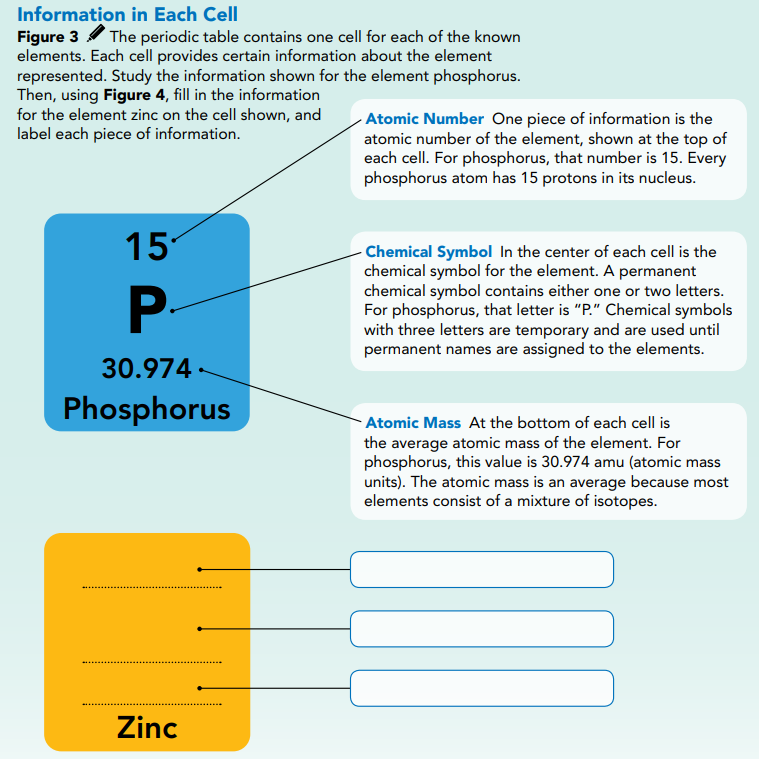 Information in Each Cell
Figure 3 The periodic table contains one cell for each of the known
elements. Each cell provides certain information about the element
represented. Study the information shown for the element phosphorus.
Then, using Figure 4, fill in the information
for the element zinc on the cell shown, and
label each piece of information.
Atomic Number One piece of information is the
atomic number of the element, shown at the top of
each cell. For phosphorus, that number is 15. Every
phosphorus atom has 15 protons in its nucleus.
15
P
30.974
Phosphorus
Chemical Symbol In the center of each cell is the
chemical symbol for the element. A permanent
chemical symbol contains either one or two letters.
For phosphorus, that letter is “P.” Chemical symbols
with three letters are temporary and are used until
permanent names are assigned to the elements.
Atomic Mass At the bottom of each cell is
the average atomic mass of the element. For
phosphorus, this value is 30.974 amu (atomic mass
units). The atomic mass is an average because most
elements consist of a mixture of isotopes.
Zinc